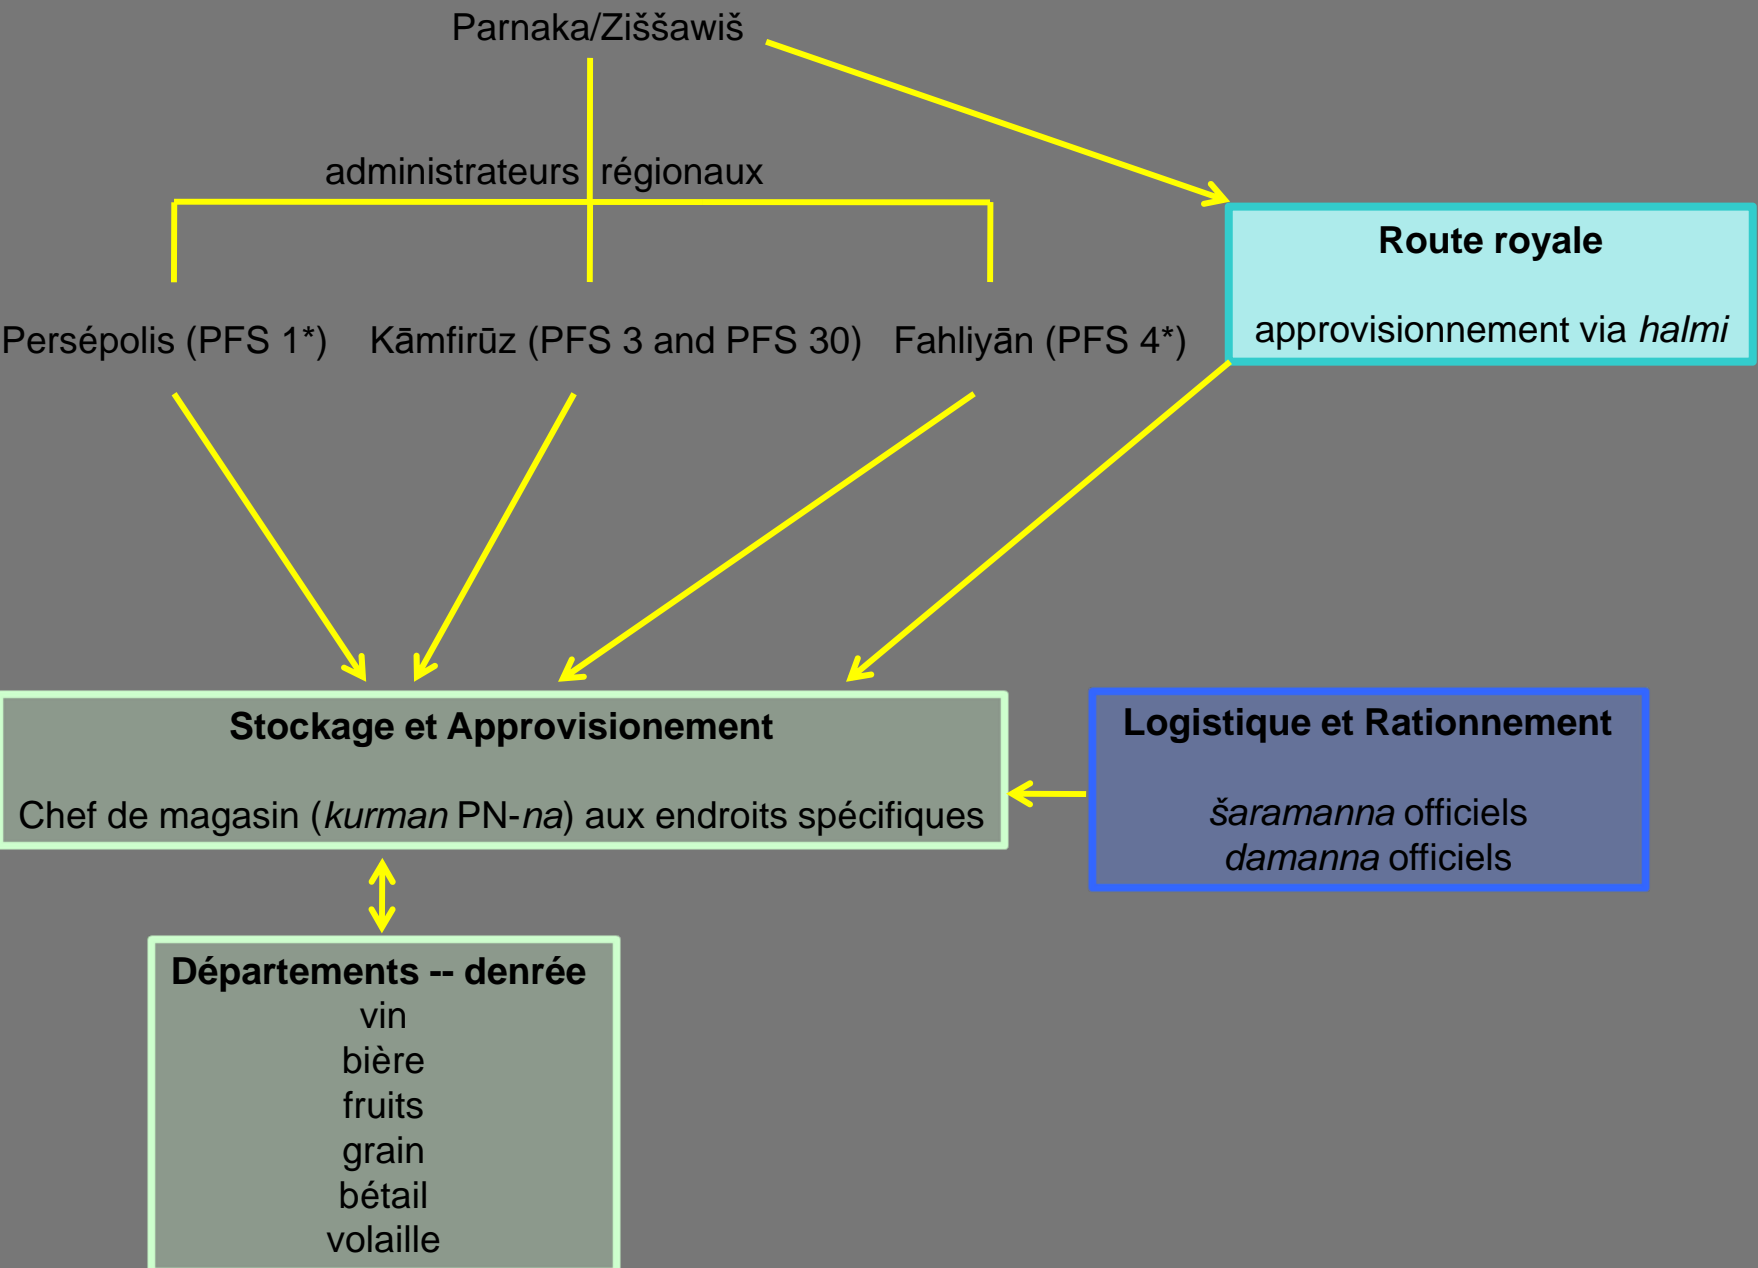 Parnaka/Ziššawiš
administrateurs régionaux
Route royale
approvisionnement via halmi
Persépolis (PFS 1*)
Kāmfirūz (PFS 3 and PFS 30)
Fahliyān (PFS 4*)
Stockage et Approvisionement
Chef de magasin (kurman PN-na) aux endroits spécifiques
Logistique et Rationnement
šaramanna officiels
damanna officiels
Départements -- denrée
vin
bière
fruits
grain
bétail
volaille